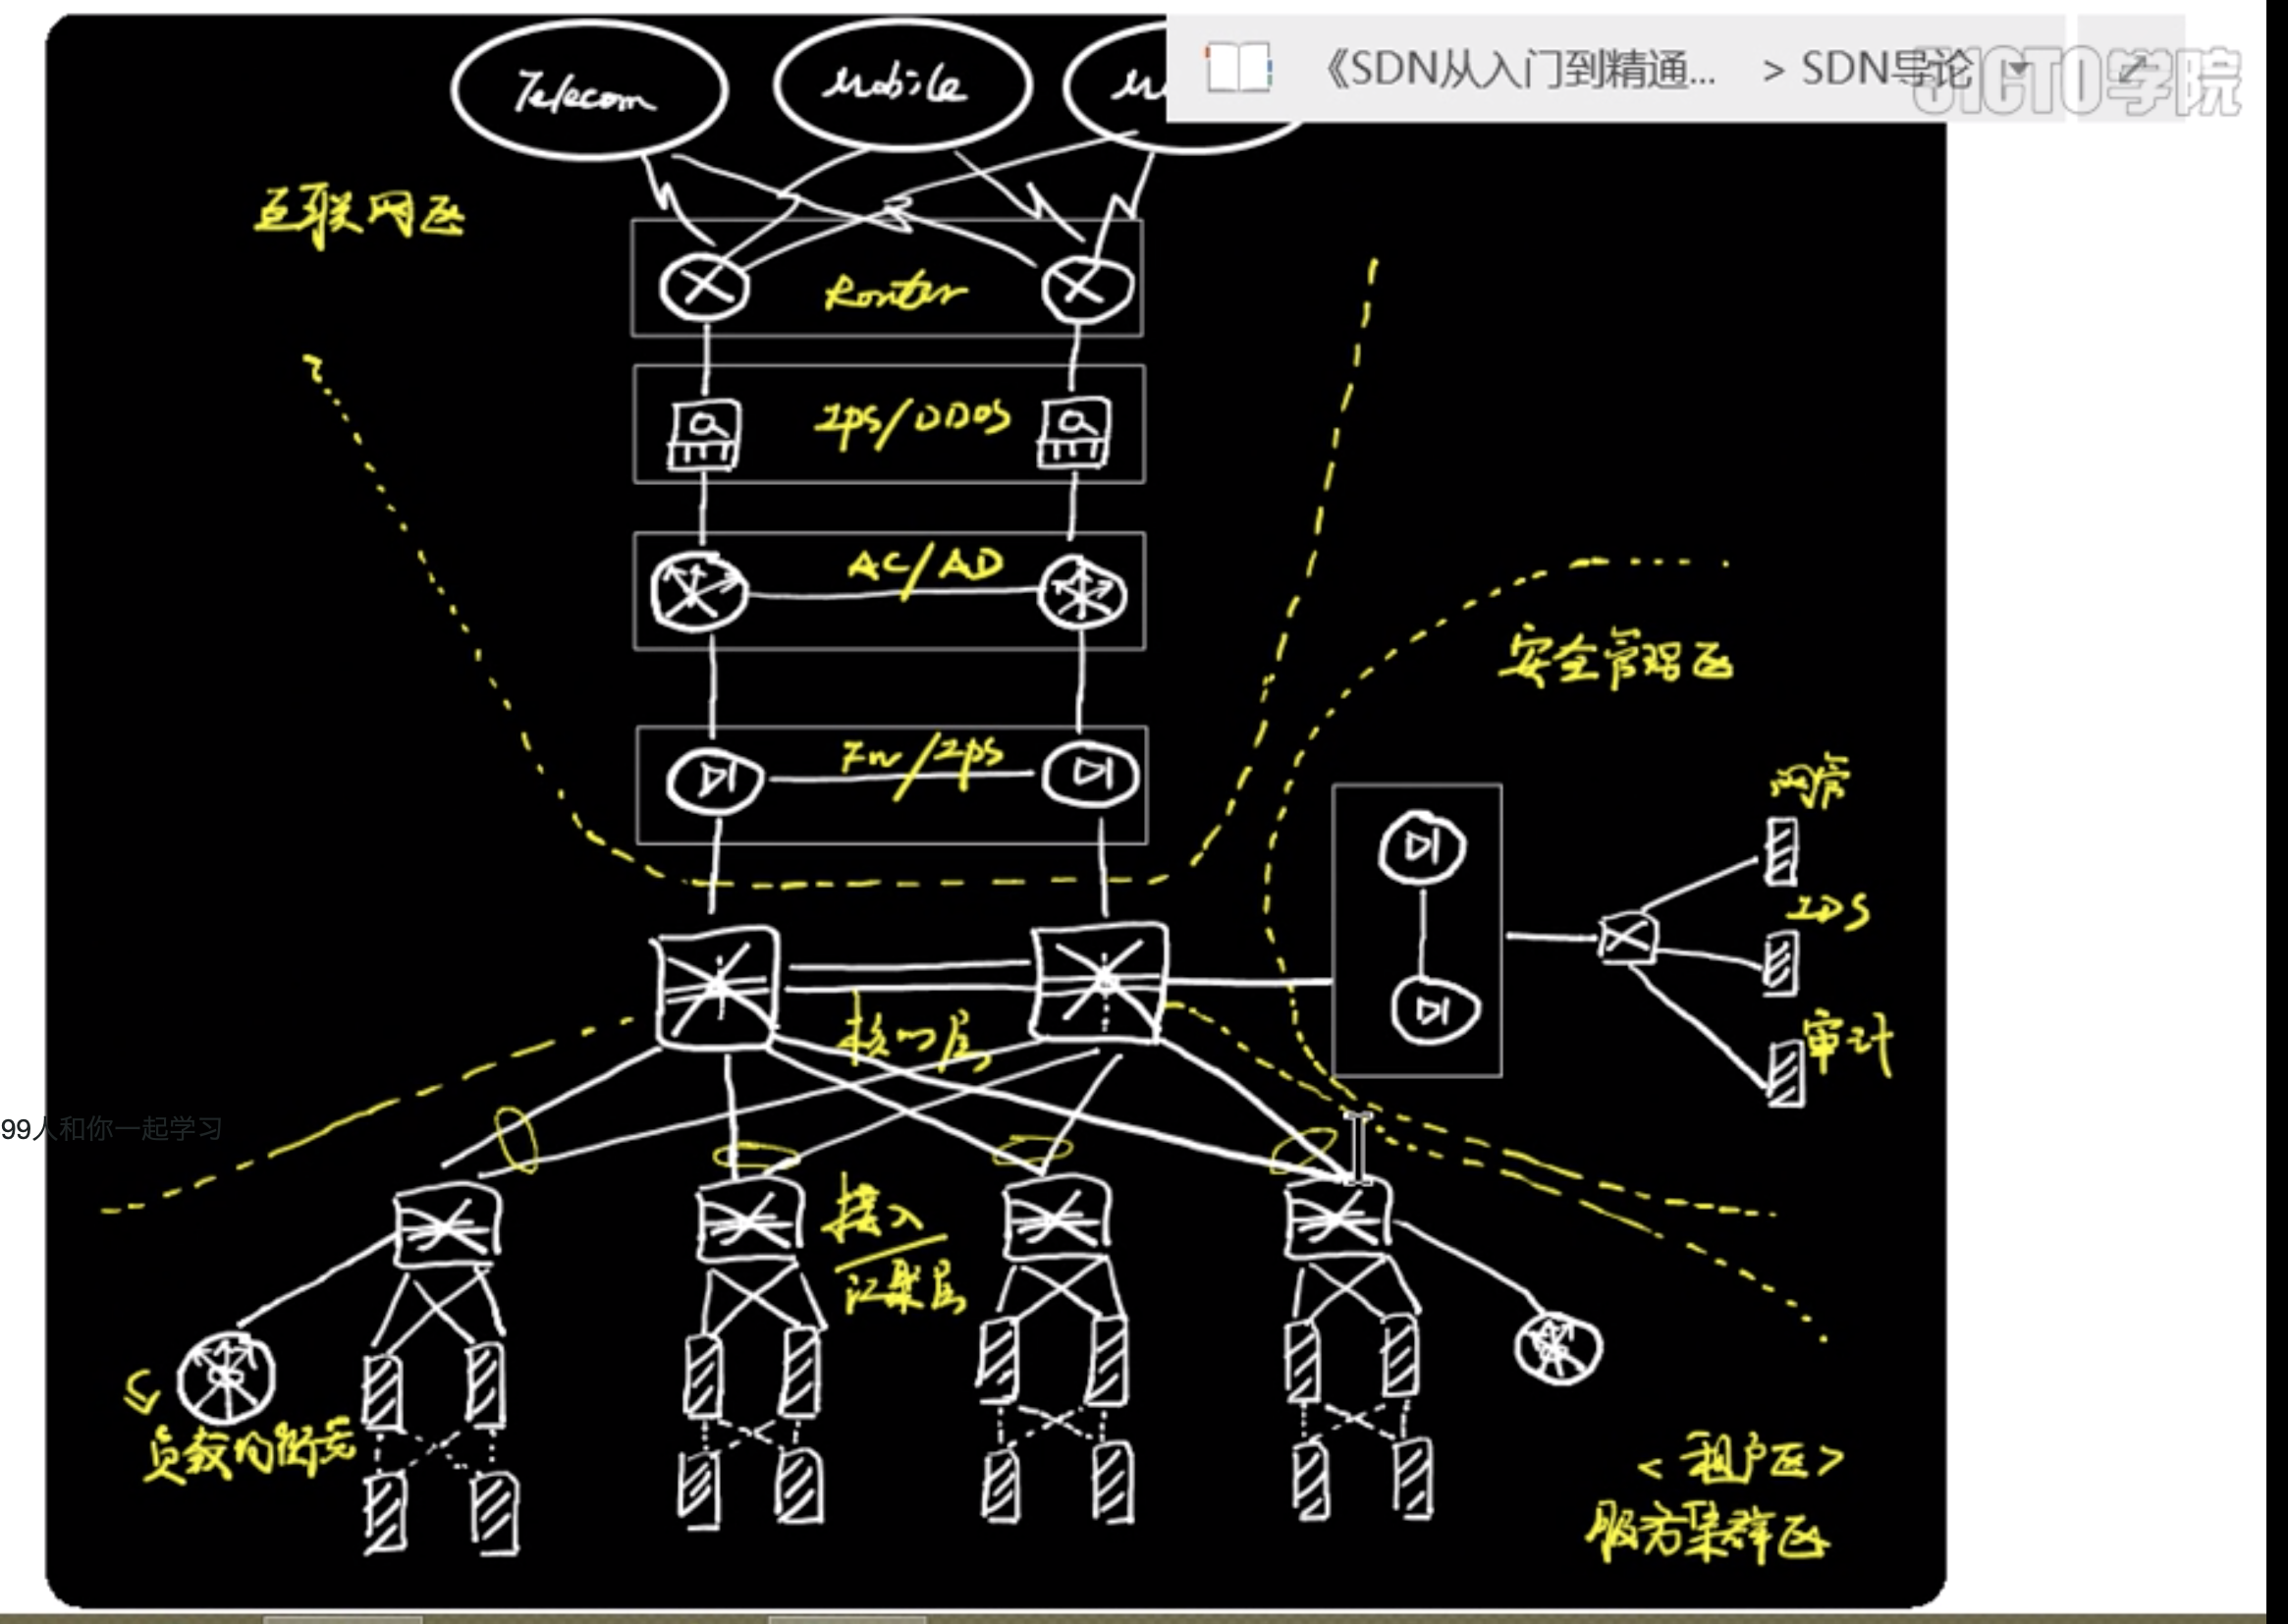 《SDN从入门到精通... > SDN导论
51CTO学院
Telecom
Mobile
互联网区
Router
IPS/DDOS
AC/AD
安全管理区
FW/IPS
网管
IDS
核心层
审计
99人和你一起学习
接入
汇聚层
负载均衡
<租户区>
服务集群区